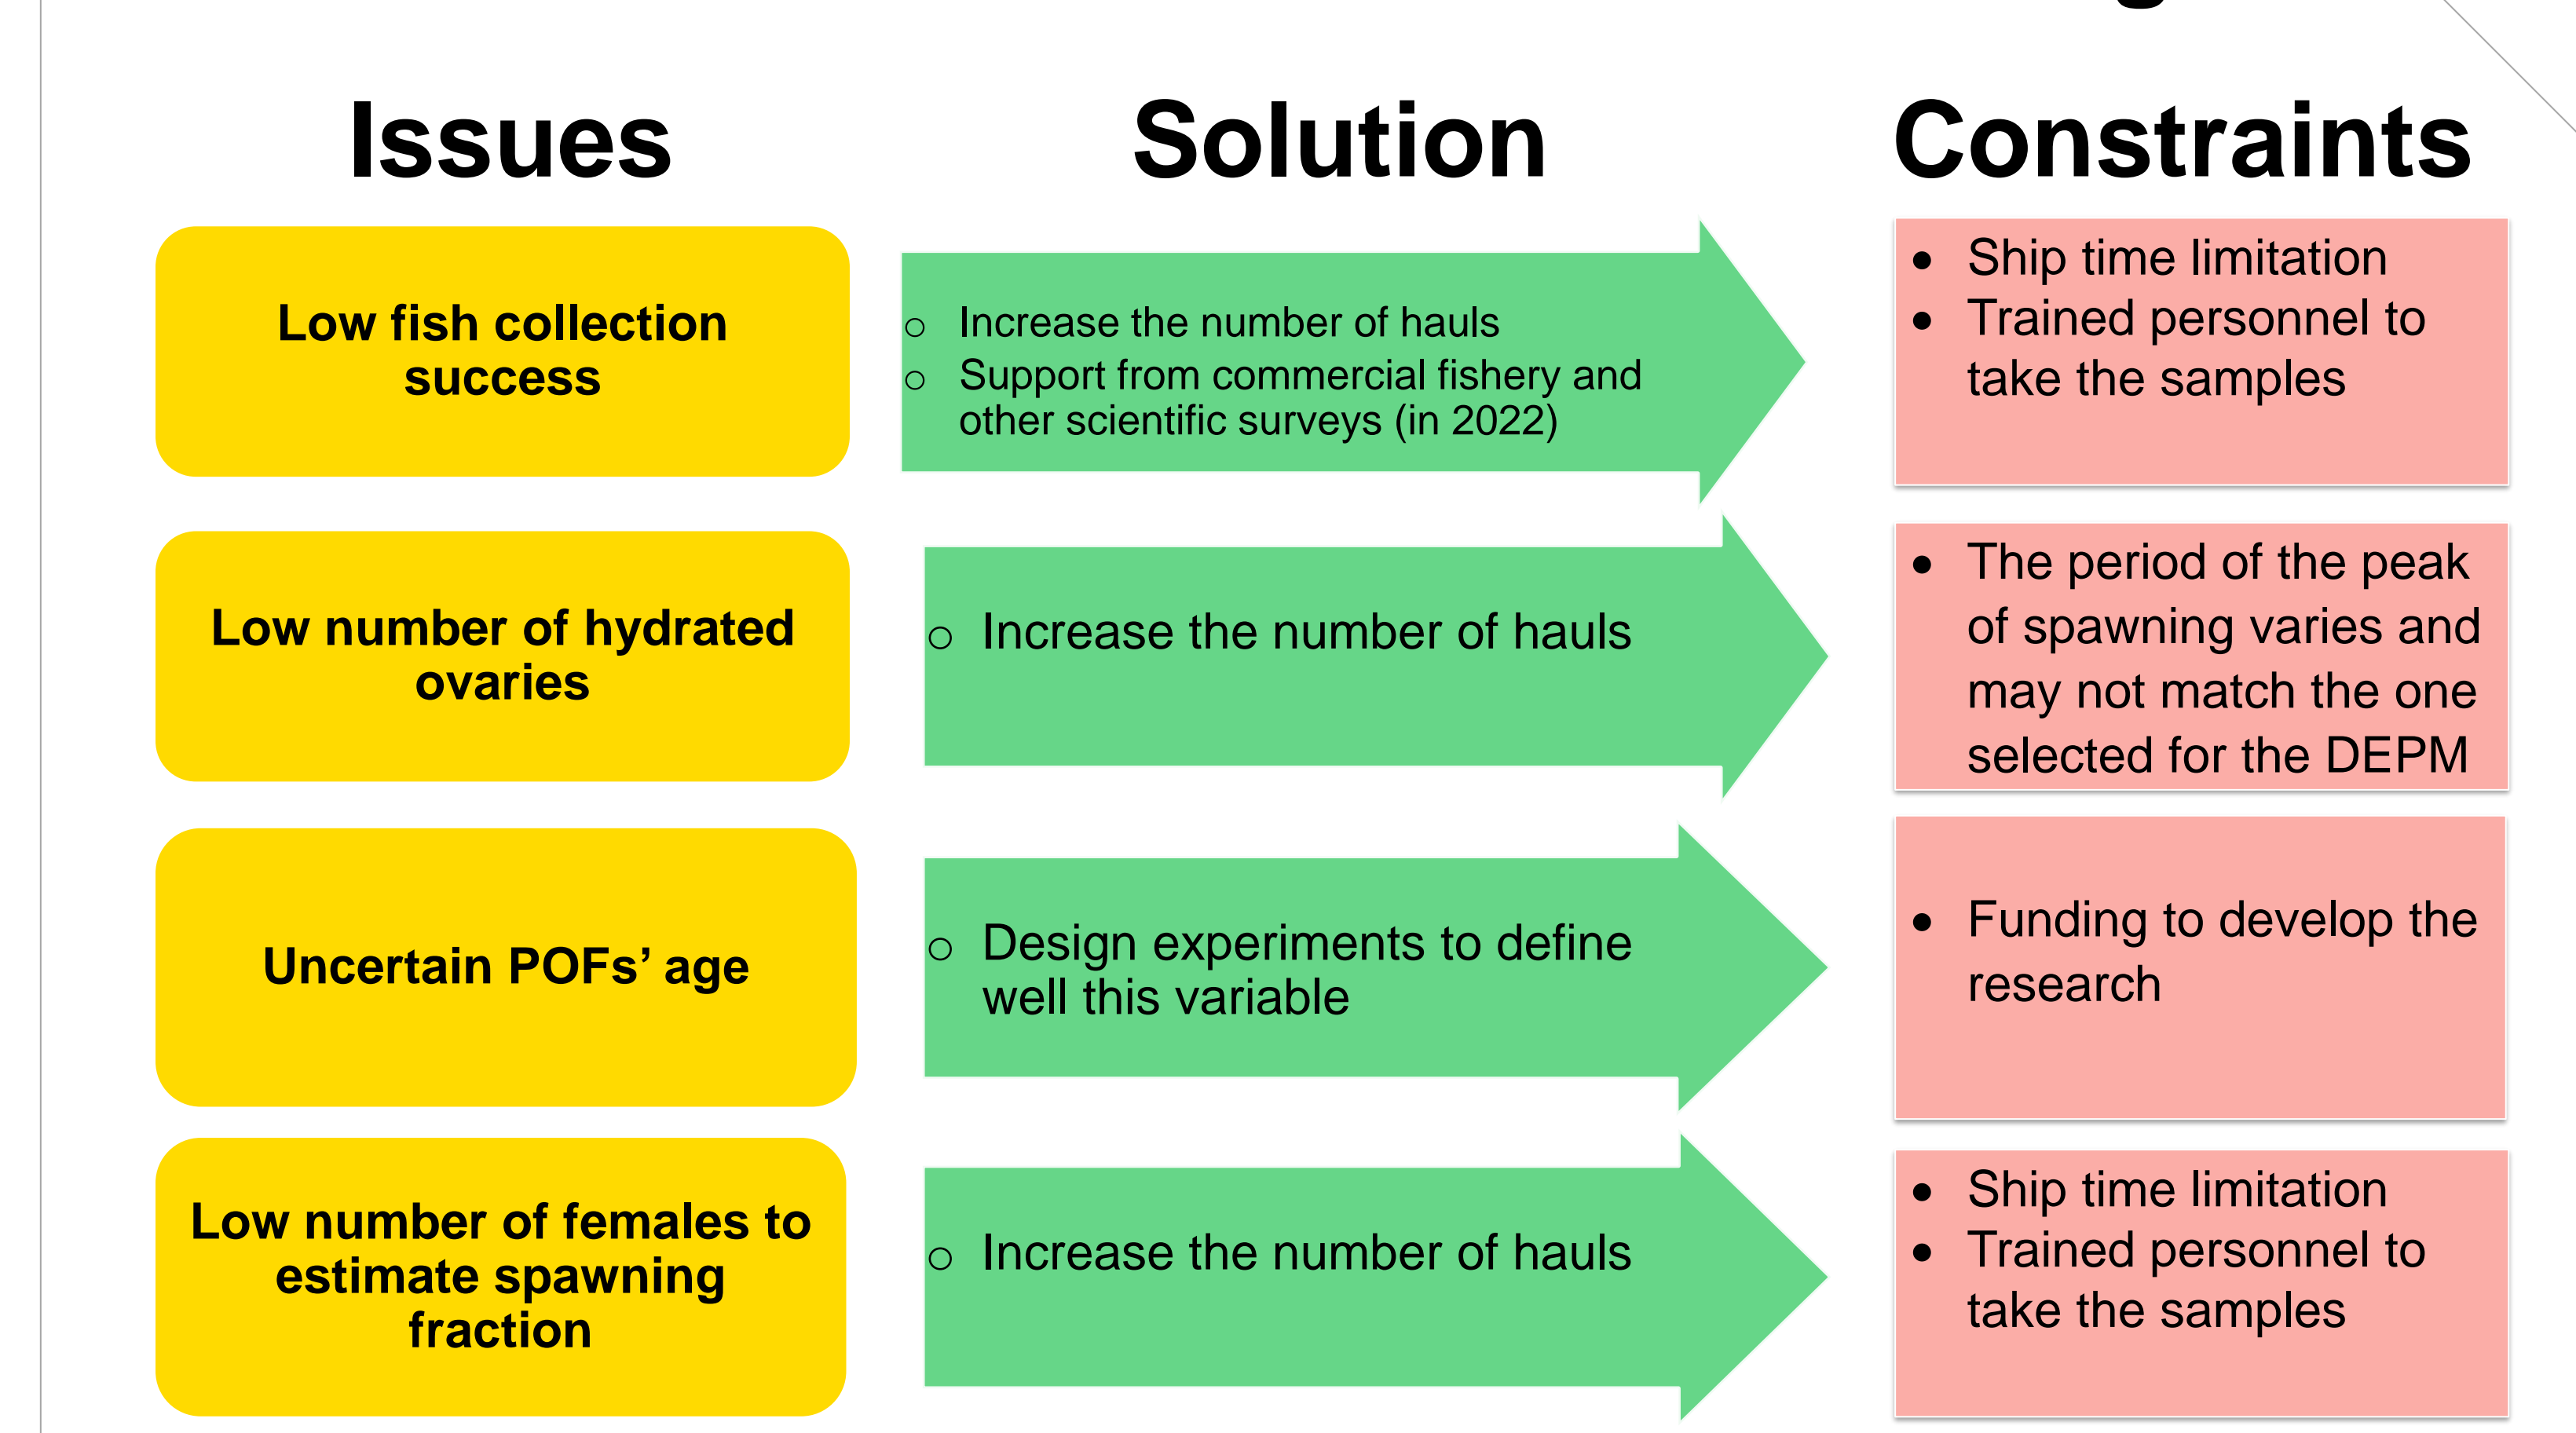 Issues
Solution
Constraints
Low fish collection
success
○ Increase the number of hauls
○ Support from commercial fishery and
other scientific surveys (in 2022)
● Ship time limitation
● Trained personnel to
take the samples
Low number of hydrated
ovaries
○ Increase the number of hauls
● The period of the peak
of spawning varies and
may not match the one
selected for the DEPM
Uncertain POFs’ age
○ Design experiments to define
well this variable
● Funding to develop the
research
Low number of females to
estimate spawning
fraction
○ Increase the number of hauls
● Ship time limitation
● Trained personnel to
take the samples